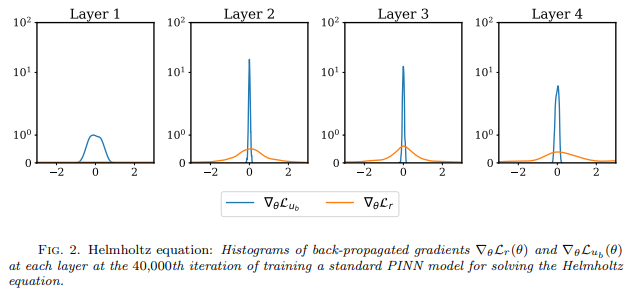 Layer 1 Layer 2 Layer 3 Layer 4
10² 10² 10² 10²
10¹ 10¹ 10¹ 10¹
10⁰ 10⁰ 10⁰ 10⁰
0 0 0 0
−2 0 2 −2 0 2 −2 0 2 −2 0 2
∇θℒu_b ∇θℒr
FIG. 2. Helmholtz equation: Histograms of back-propagated gradients ∇θℒr(θ) and ∇θℒu_b(θ)
at each layer at the 40,000th iteration of training a standard PINN model for solving the Helmholtz
equation.